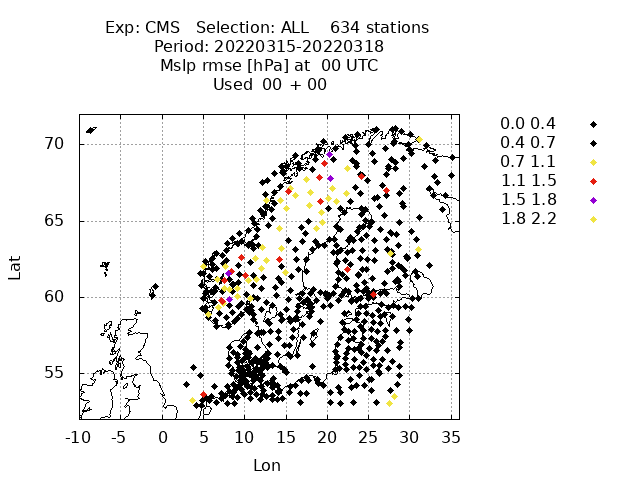 Exp: CMS   Selection: ALL    634 stations
Period: 20220315-20220318
Mslp rmse [hPa] at  00 UTC
Used  00 + 00
0.0 0.4
0.4 0.7
0.7 1.1
1.1 1.5
1.5 1.8
1.8 2.2
70
65
60
55
Lat
-10 -5 0 5 10 15 20 25 30 35
Lon